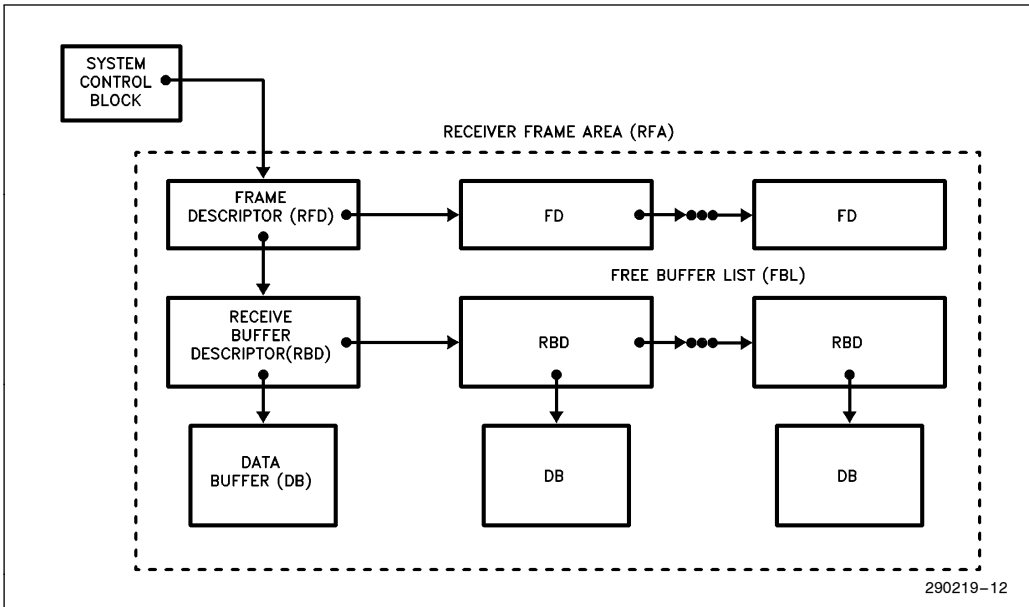 SYSTEM
CONTROL
BLOCK
RECEIVER FRAME AREA (RFA)
FRAME
DESCRIPTOR (RFD)
FD
FD
FREE BUFFER LIST (FBL)
RECEIVE
BUFFER
DESCRIPTOR(RBD)
RBD
RBD
DATA
BUFFER (DB)
DB
DB
290219-12